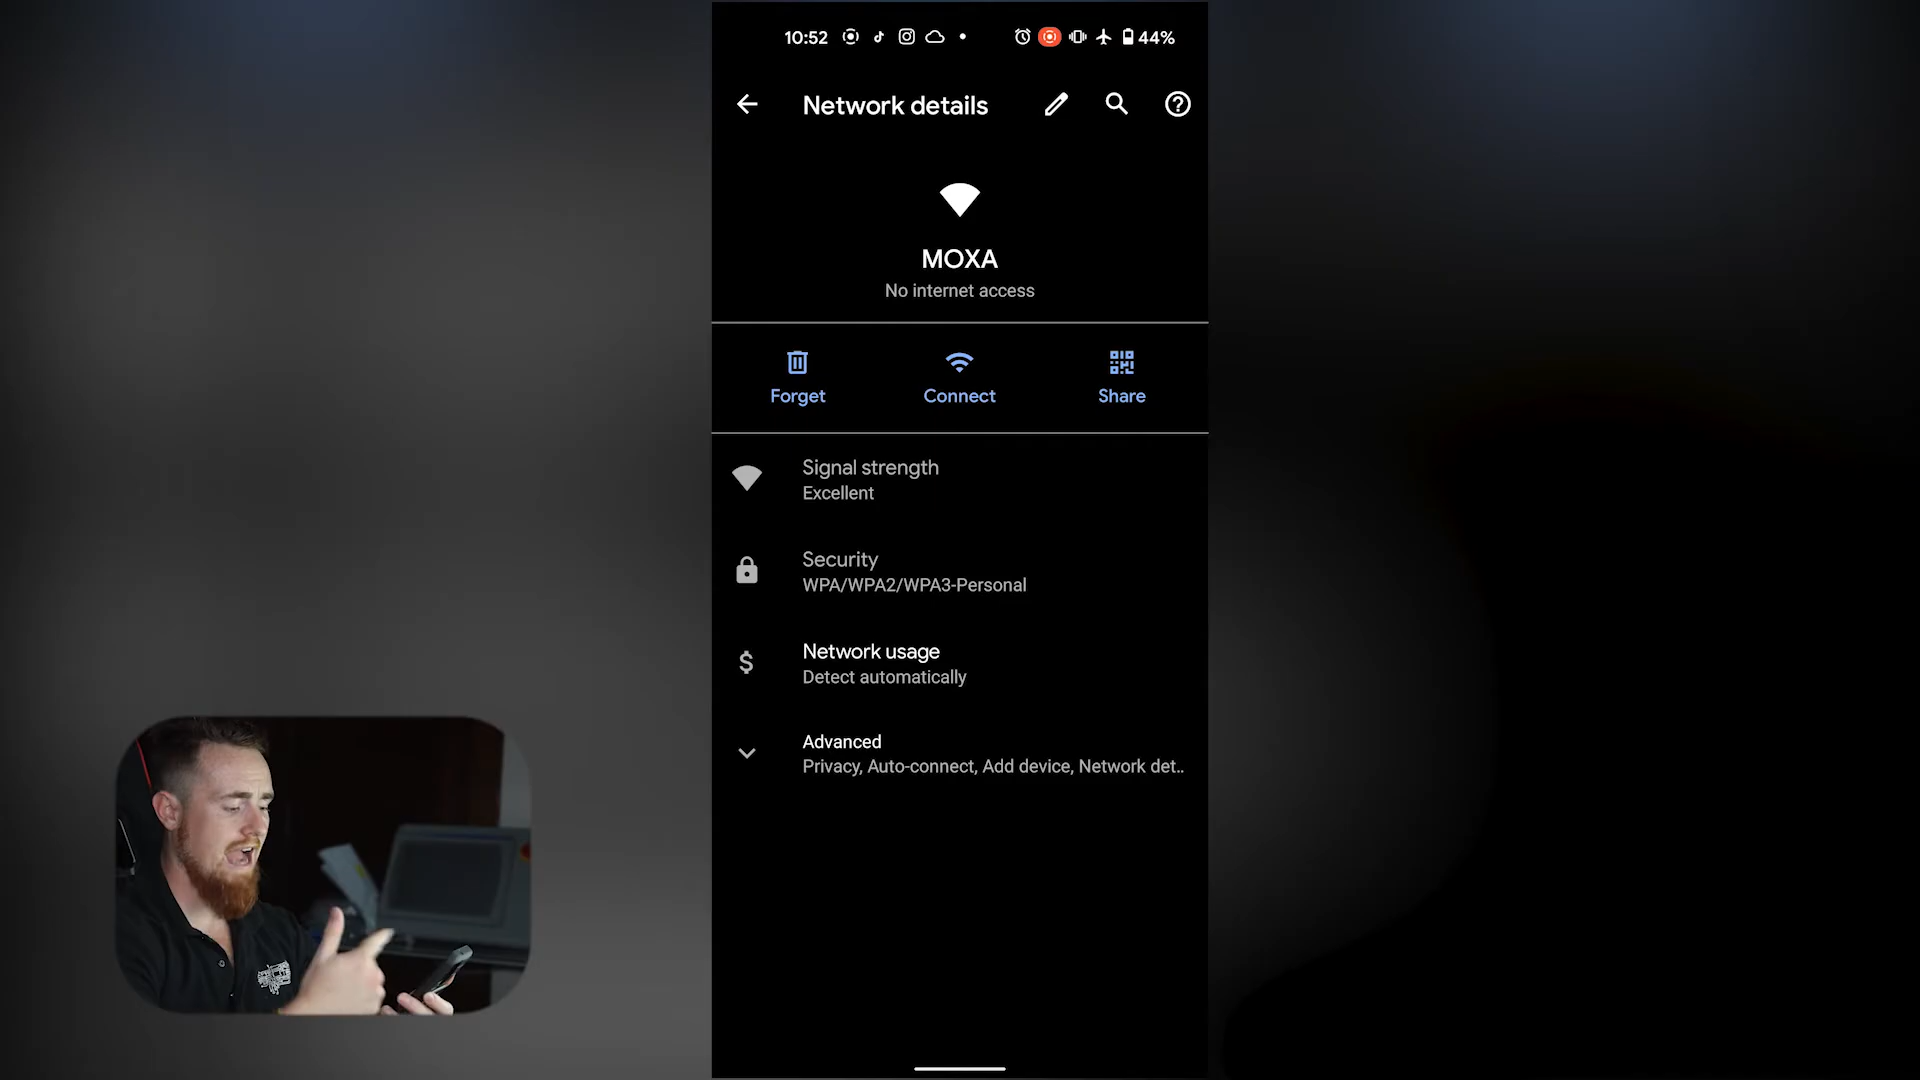 10:52
44%
Network details
MOXA
No internet access
Forget
Connect
Share
Signal strength
Excellent
Security
WPA/WPA2/WPA3-Personal
Network usage
Detect automatically
Advanced
Privacy, Auto-connect, Add device, Network det..